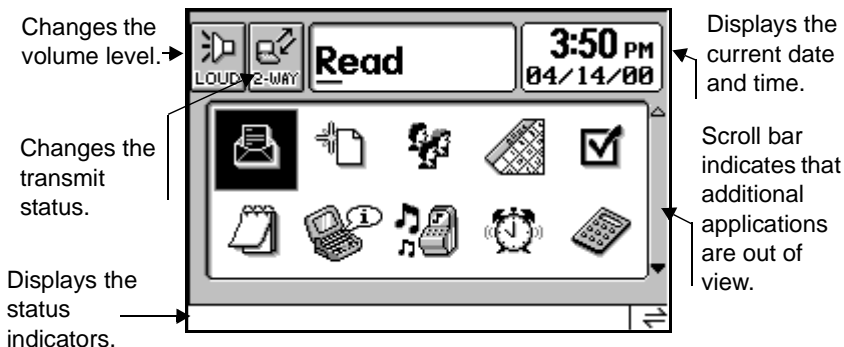 Changes the
volume level.
Changes the
transmit
status.
Displays the
status
indicators.
LOUD
2-WAY
Read
3:50 PM
04/14/00
i
Displays the
current date
and time.
Scroll bar
indicates that
additional
applications
are out of
view.